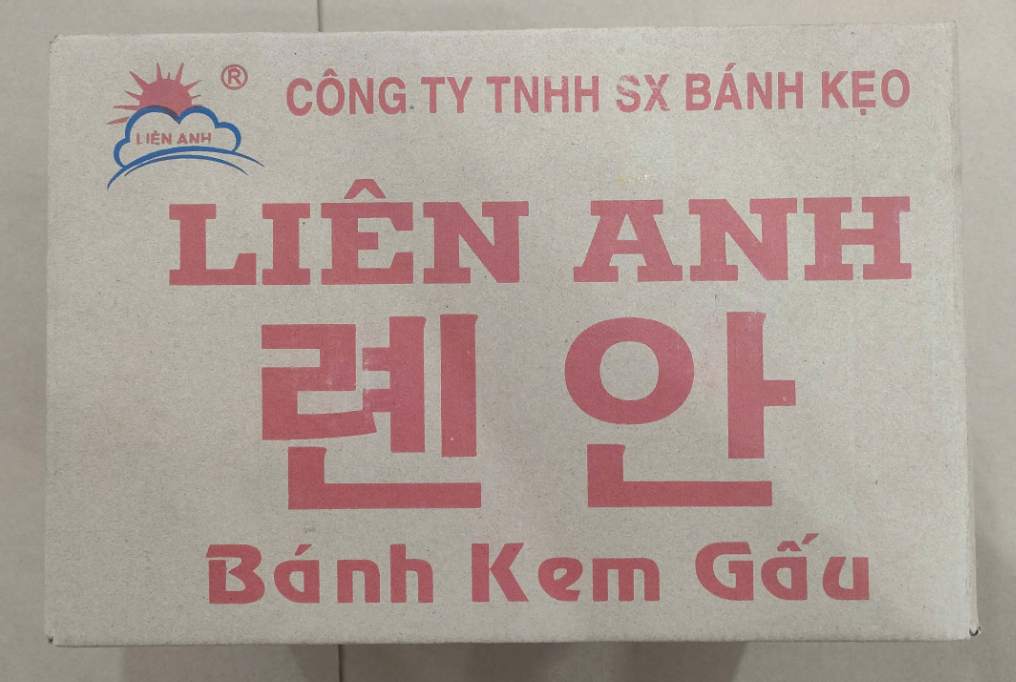 LIÊN ANH ®
CÔNG TY TNHH SX BÁNH KẸO
LIÊN ANH
롄 안
Bánh Kem Gấu